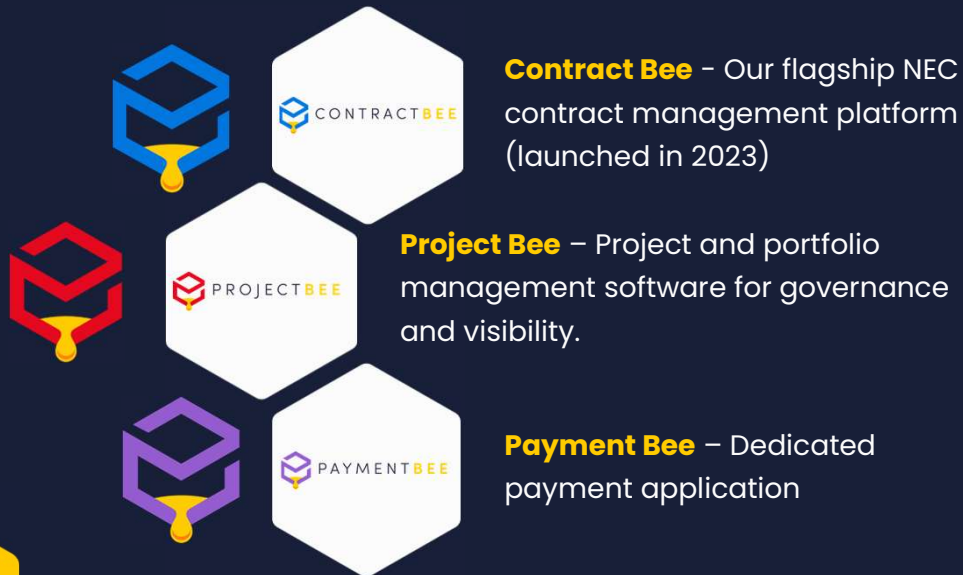 CONTRACTBEE
Contract Bee - Our flagship NEC
contract management platform
(launched in 2023)
PROJECTBEE
Project Bee – Project and portfolio
management software for governance
and visibility.
PAYMENTBEE
Payment Bee – Dedicated
payment application